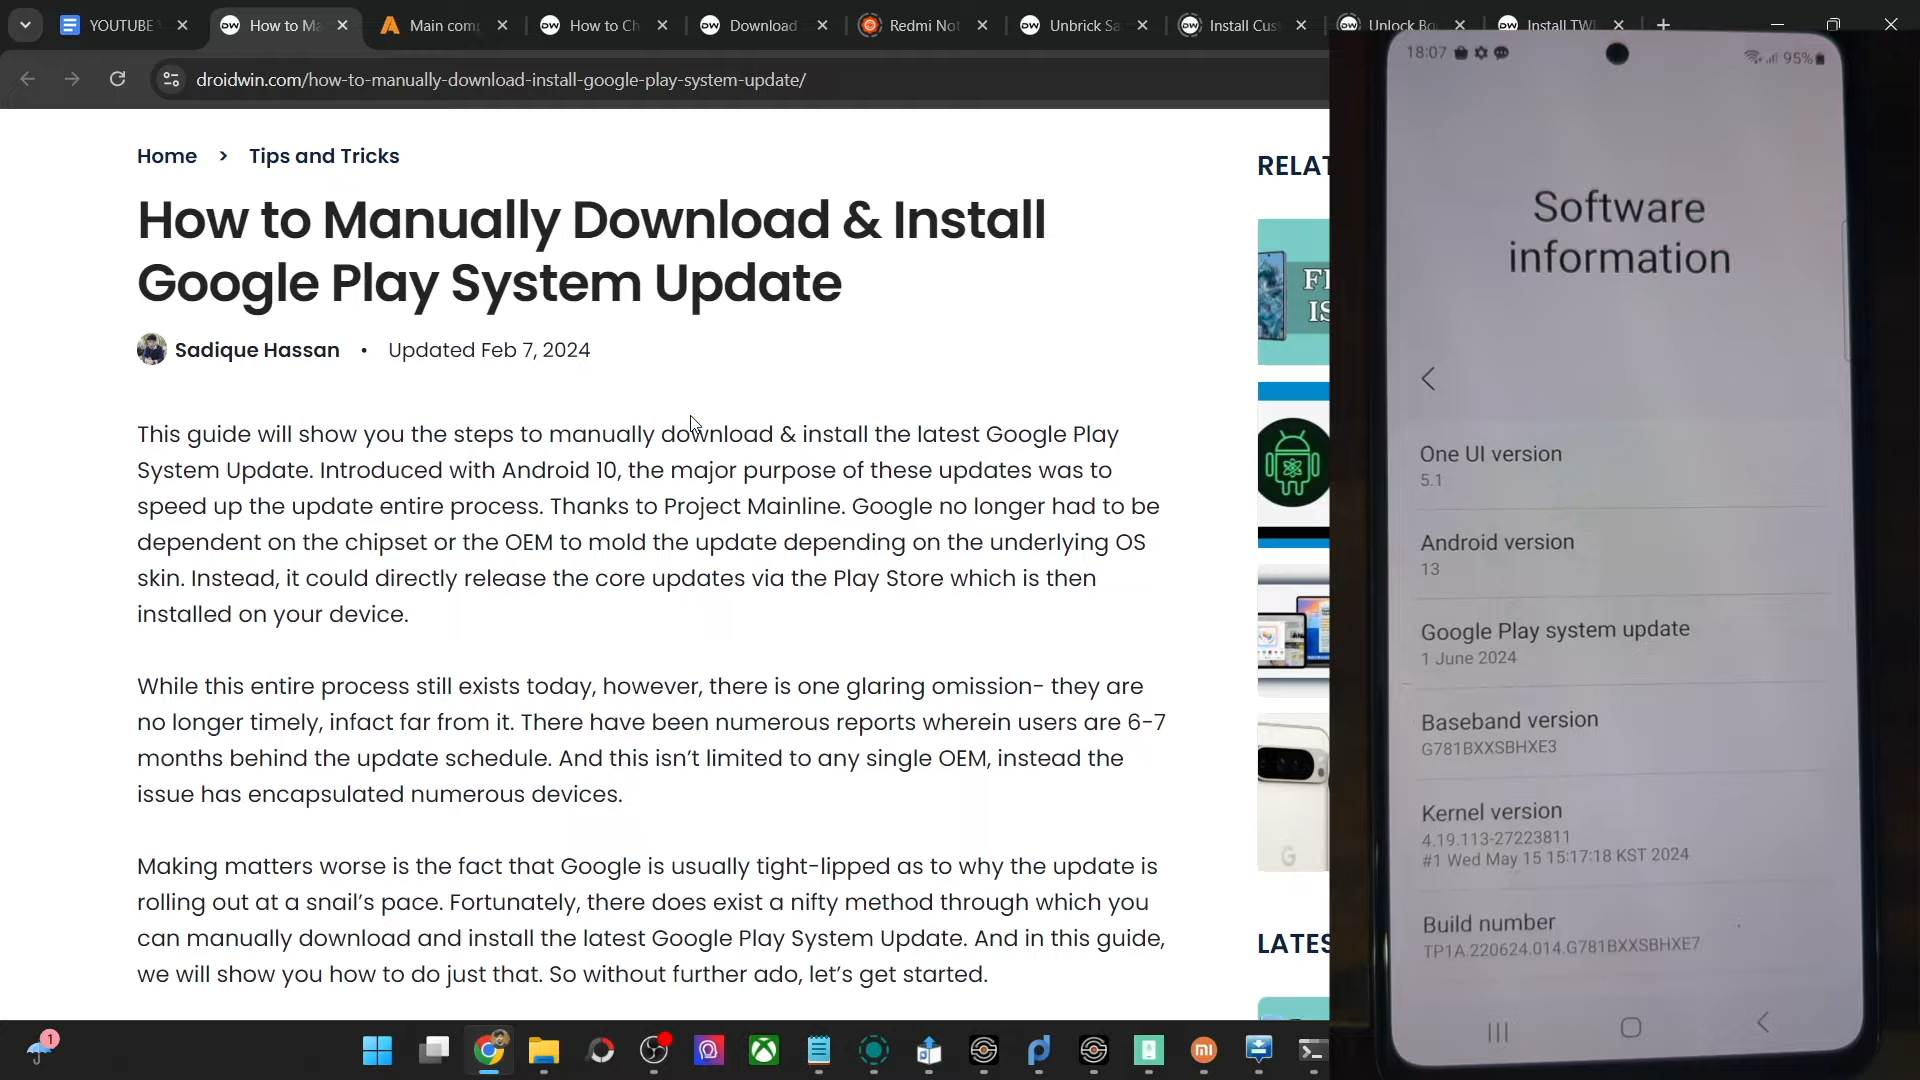 YOUTUBE
How to Ma
Main com
How to Ch
Download
Redmi Not
Unbrick Sa
Install Cus
Unlock Bo
Install TW
droidwin.com/how-to-manually-download-install-google-play-system-update/
Home > Tips and Tricks
How to Manually Download & Install
Google Play System Update
Sadique Hassan • Updated Feb 7, 2024
This guide will show you the steps to manually download & install the latest Google Play
System Update. Introduced with Android 10, the major purpose of these updates was to
speed up the update entire process. Thanks to Project Mainline. Google no longer had to be
dependent on the chipset or the OEM to mold the update depending on the underlying OS
skin. Instead, it could directly release the core updates via the Play Store which is then
installed on your device.
While this entire process still exists today, however, there is one glaring omission- they are
no longer timely, infact far from it. There have been numerous reports wherein users are 6-7
months behind the update schedule. And this isn't limited to any single OEM, instead the
issue has encapsulated numerous devices.
Making matters worse is the fact that Google is usually tight-lipped as to why the update is
rolling out at a snail's pace. Fortunately, there does exist a nifty method through which you
can manually download and install the latest Google Play System Update. And in this guide,
we will show you how to do just that. So without further ado, let's get started.
RELAT
FI
IS
LATES
1
18:07
95%
Software
information
One UI version
5.1
Android version
13
Google Play system update
1 June 2024
Baseband version
G781BXXSBHXE3
Kernel version
4.19.113-27223811
#1 Wed May 15 15:17:18 KST 2024
Build number
TP1A.220624.014.G781BXXSBHXE7